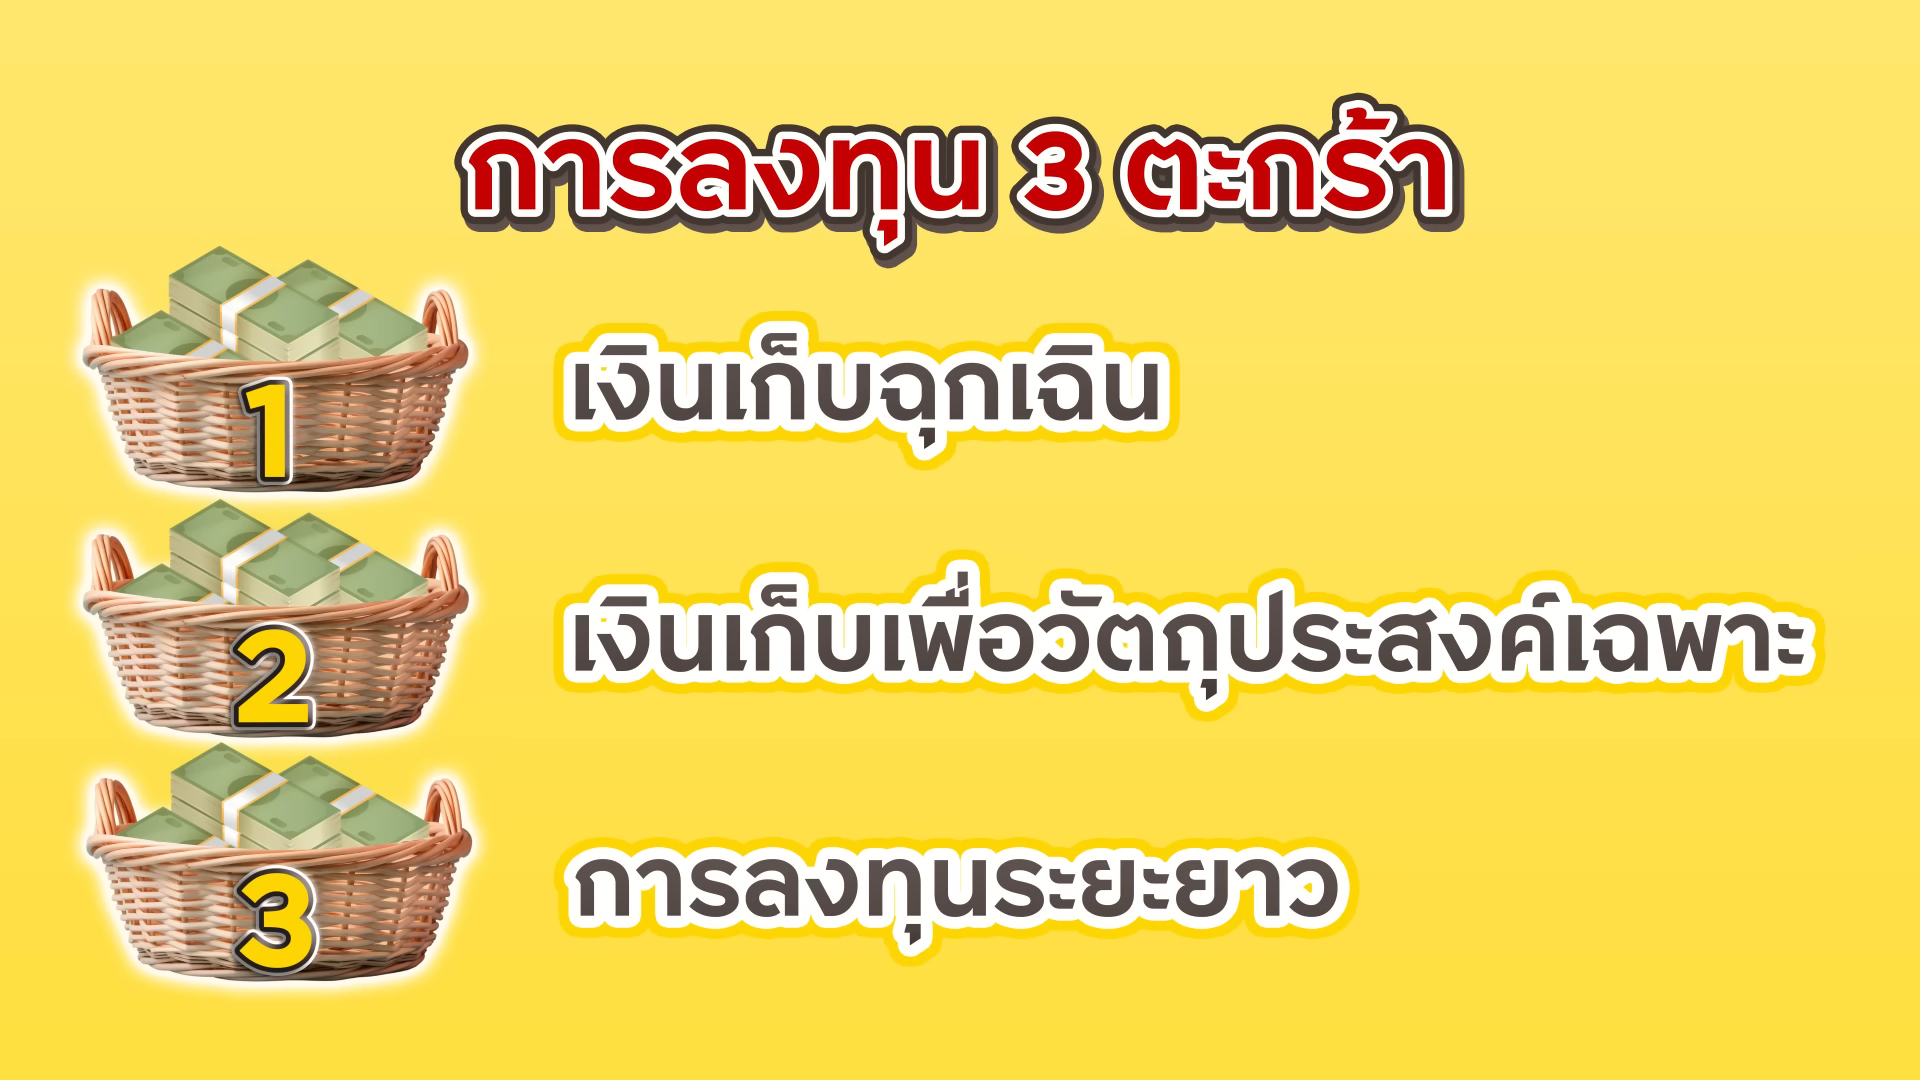 การลงทุน 3 ตะกร้า
1
เงินเก็บฉุกเฉิน
2
เงินเก็บเพื่อวัตถุประสงค์เฉพาะ
3
การลงทุนระยะยาว